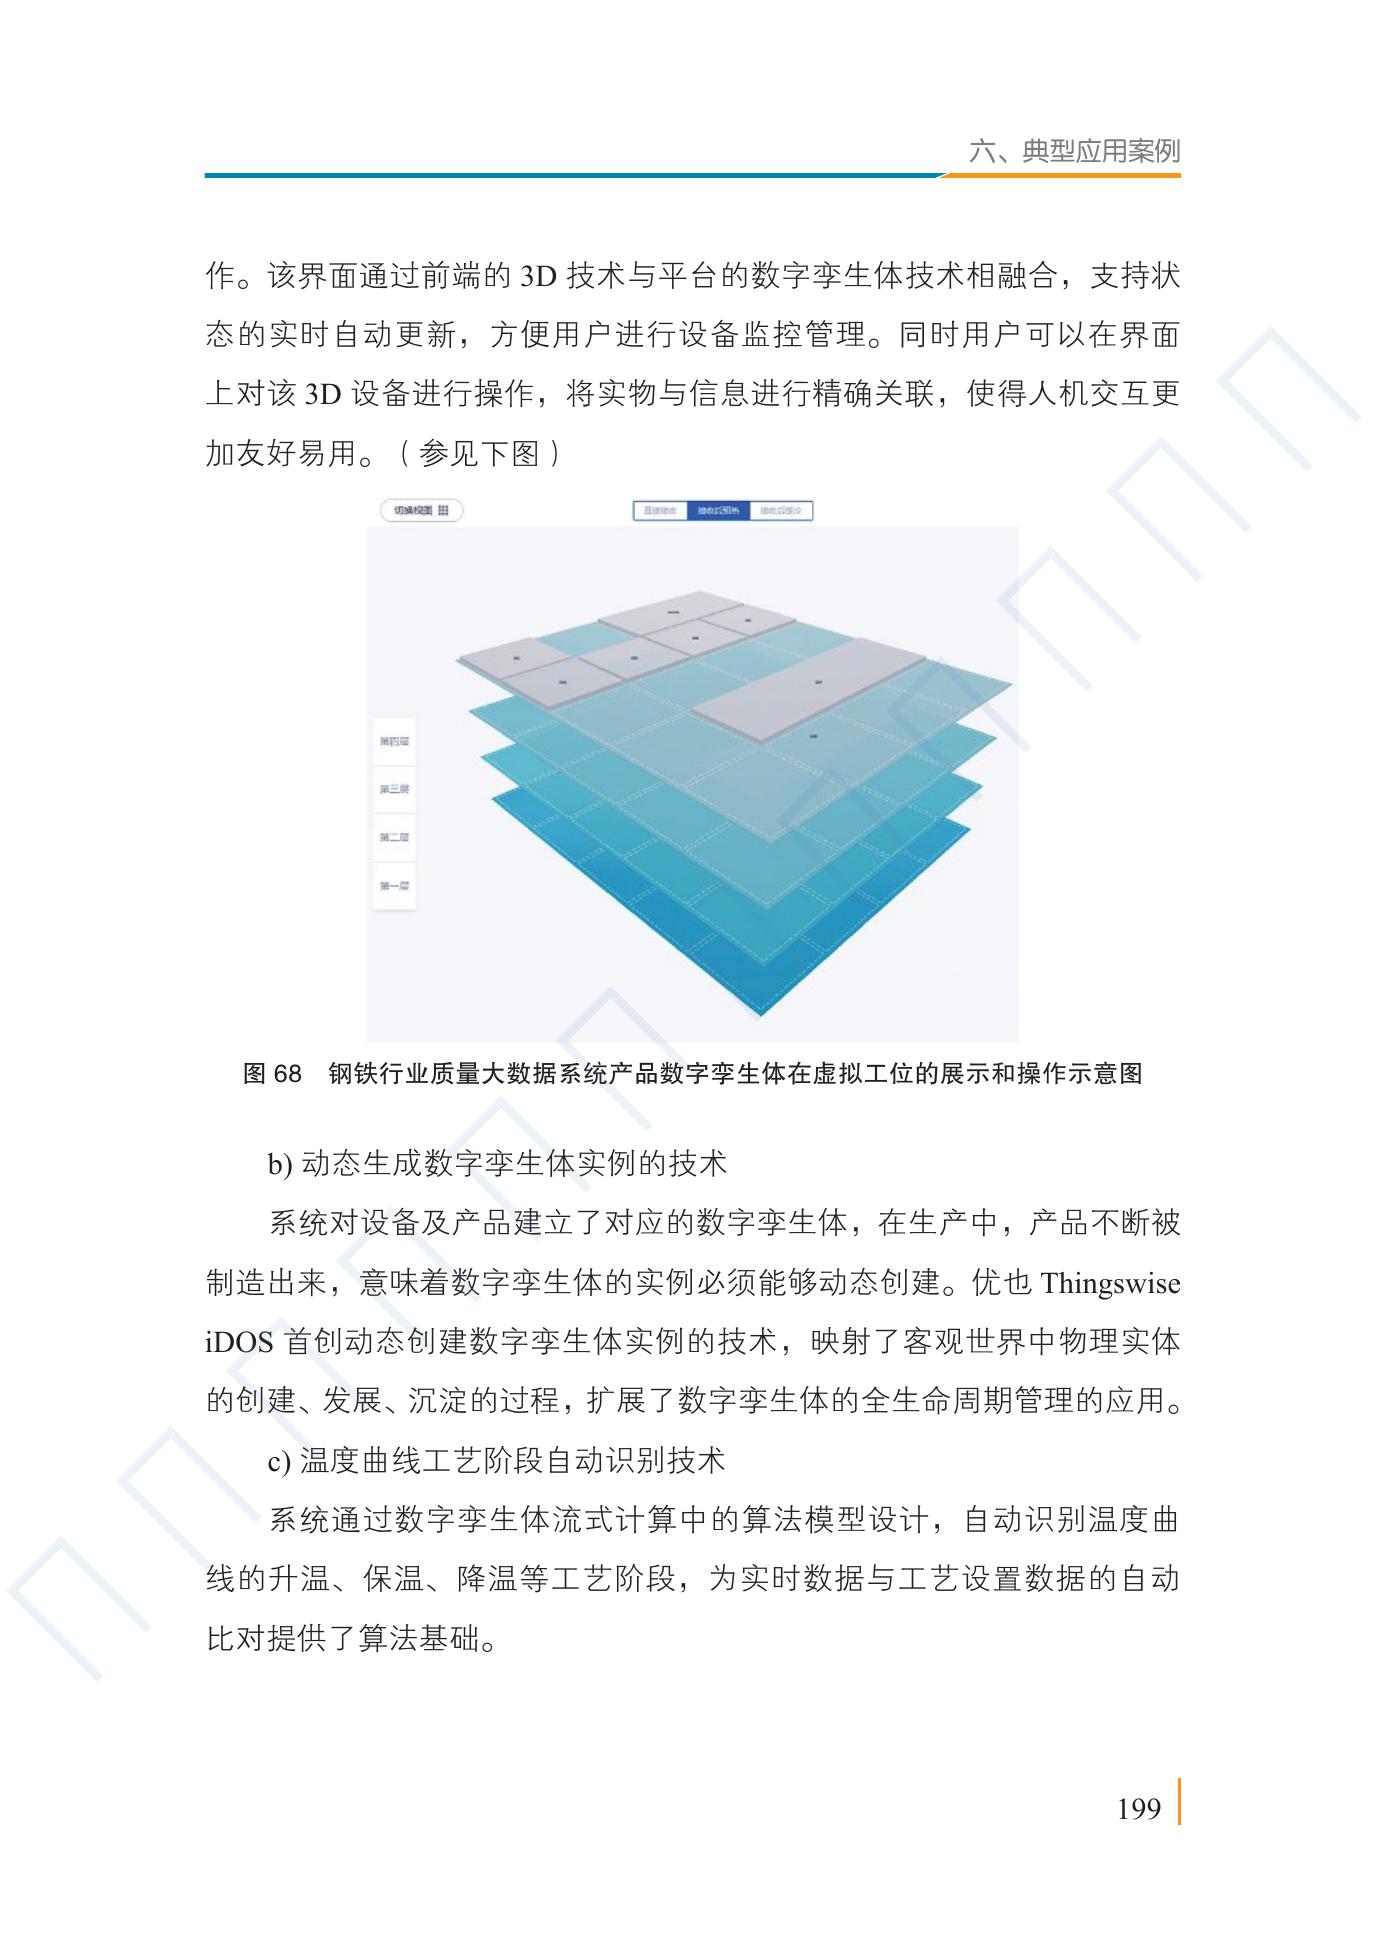 六、典型应用案例
作。该界面通过前端的 3D 技术与平台的数字孪生体技术相融合，支持状
态的实时自动更新，方便用户进行设备监控管理。同时用户可以在界面
上对该 3D 设备进行操作，将实物与信息进行精确关联，使得人机交互更
加友好易用。（参见下图）
切换视图
直接接收 接收后预热 接收后缓冷
第四层
第三层
第二层
第一层
图 68 钢铁行业质量大数据系统产品数字孪生体在虚拟工位的展示和操作示意图
b) 动态生成数字孪生体实例的技术
系统对设备及产品建立了对应的数字孪生体，在生产中，产品不断被
制造出来，意味着数字孪生体的实例必须能够动态创建。优也 Thingswise
iDOS 首创动态创建数字孪生体实例的技术，映射了客观世界中物理实体
的创建、发展、沉淀的过程，扩展了数字孪生体的全生命周期管理的应用。
c) 温度曲线工艺阶段自动识别技术
系统通过数字孪生体流式计算中的算法模型设计，自动识别温度曲
线的升温、保温、降温等工艺阶段，为实时数据与工艺设置数据的自动
比对提供了算法基础。
199